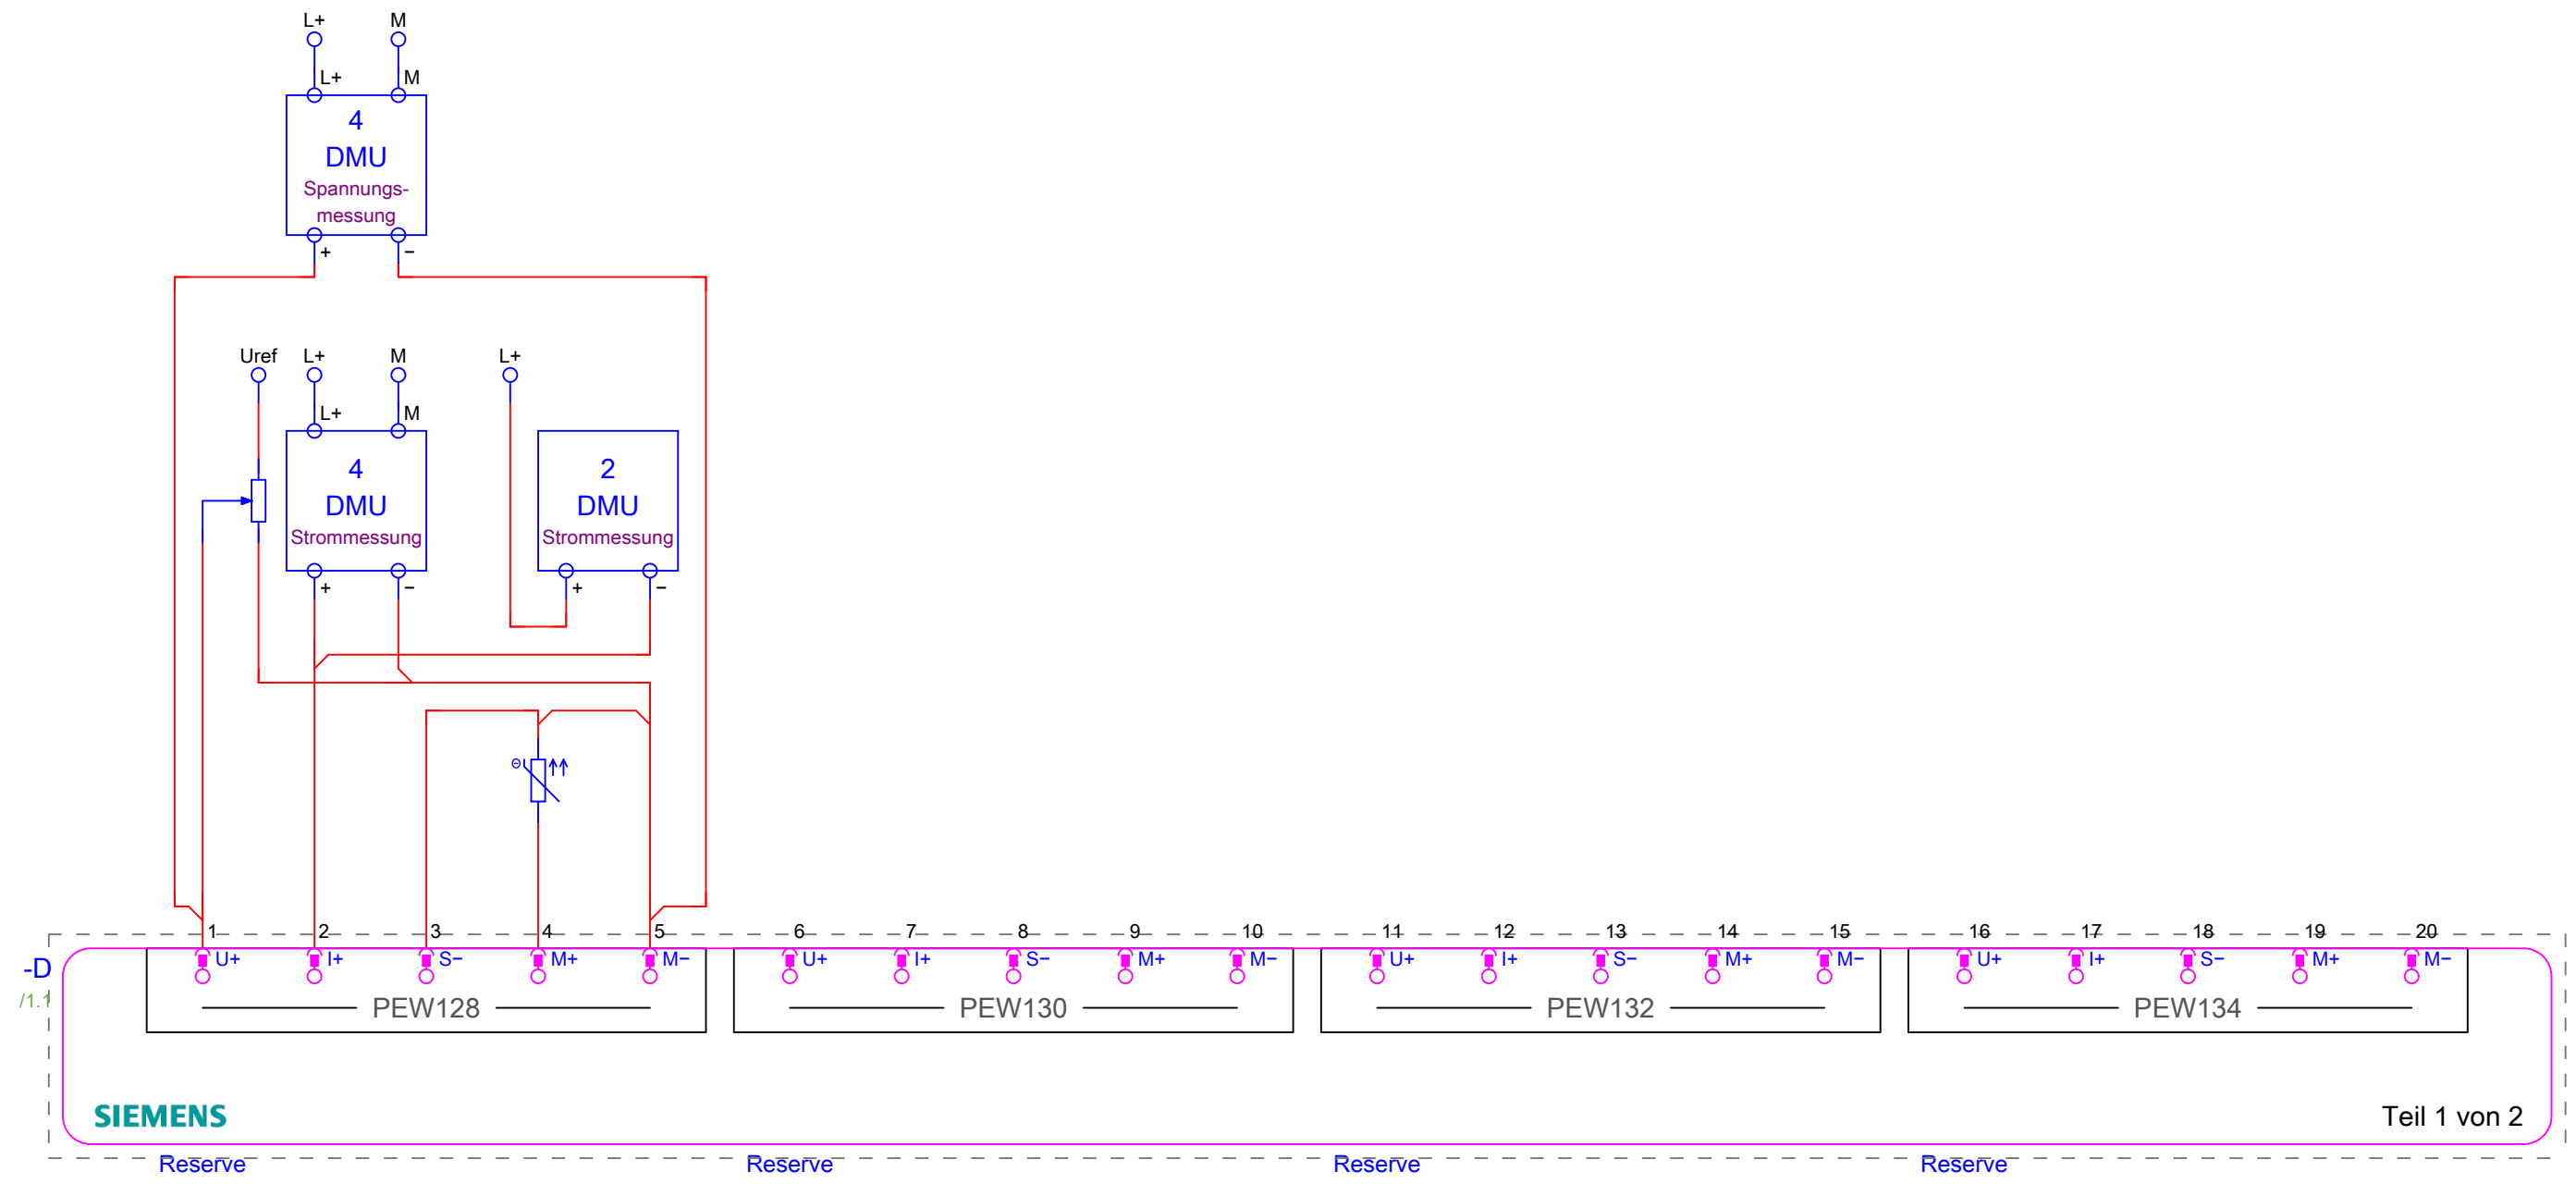 L+ M
L+ M
4
DMU
Spannungs-
messung
+ −
Uref L+ M L+
L+ M
4
DMU
Strommessung
2
DMU
Strommessung
+ − + −
Θ
1 2 3 4 5 6 7 8 9 10 11 12 13 14 15 16 17 18 19 20
-D U+ I+ S− M+ M− U+ I+ S− M+ M− U+ I+ S− M+ M− U+ I+ S− M+ M−
/1.1 PEW128 PEW130 PEW132 PEW134
SIEMENS Teil 1 von 2
Reserve Reserve Reserve Reserve